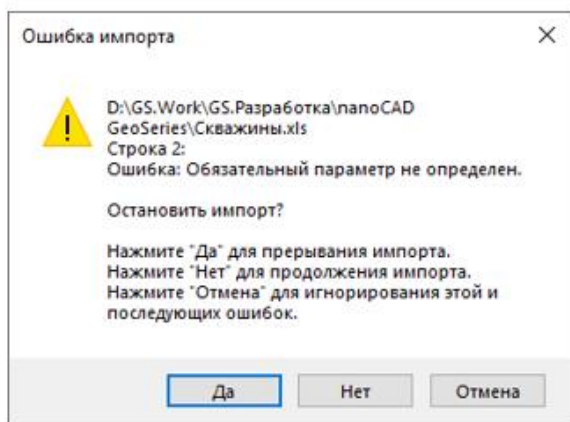 Ошибка импорта
D:\GS.Work\GS.Разработка\nanoCAD
GeoSeries\Скважины.xls
Строка 2:
Ошибка: Обязательный параметр не определен.
Остановить импорт?
Нажмите "Да" для прерывания импорта.
Нажмите "Нет" для продолжения импорта.
Нажмите "Отмена" для игнорирования этой и
последующих ошибок.
Да
Нет
Отмена